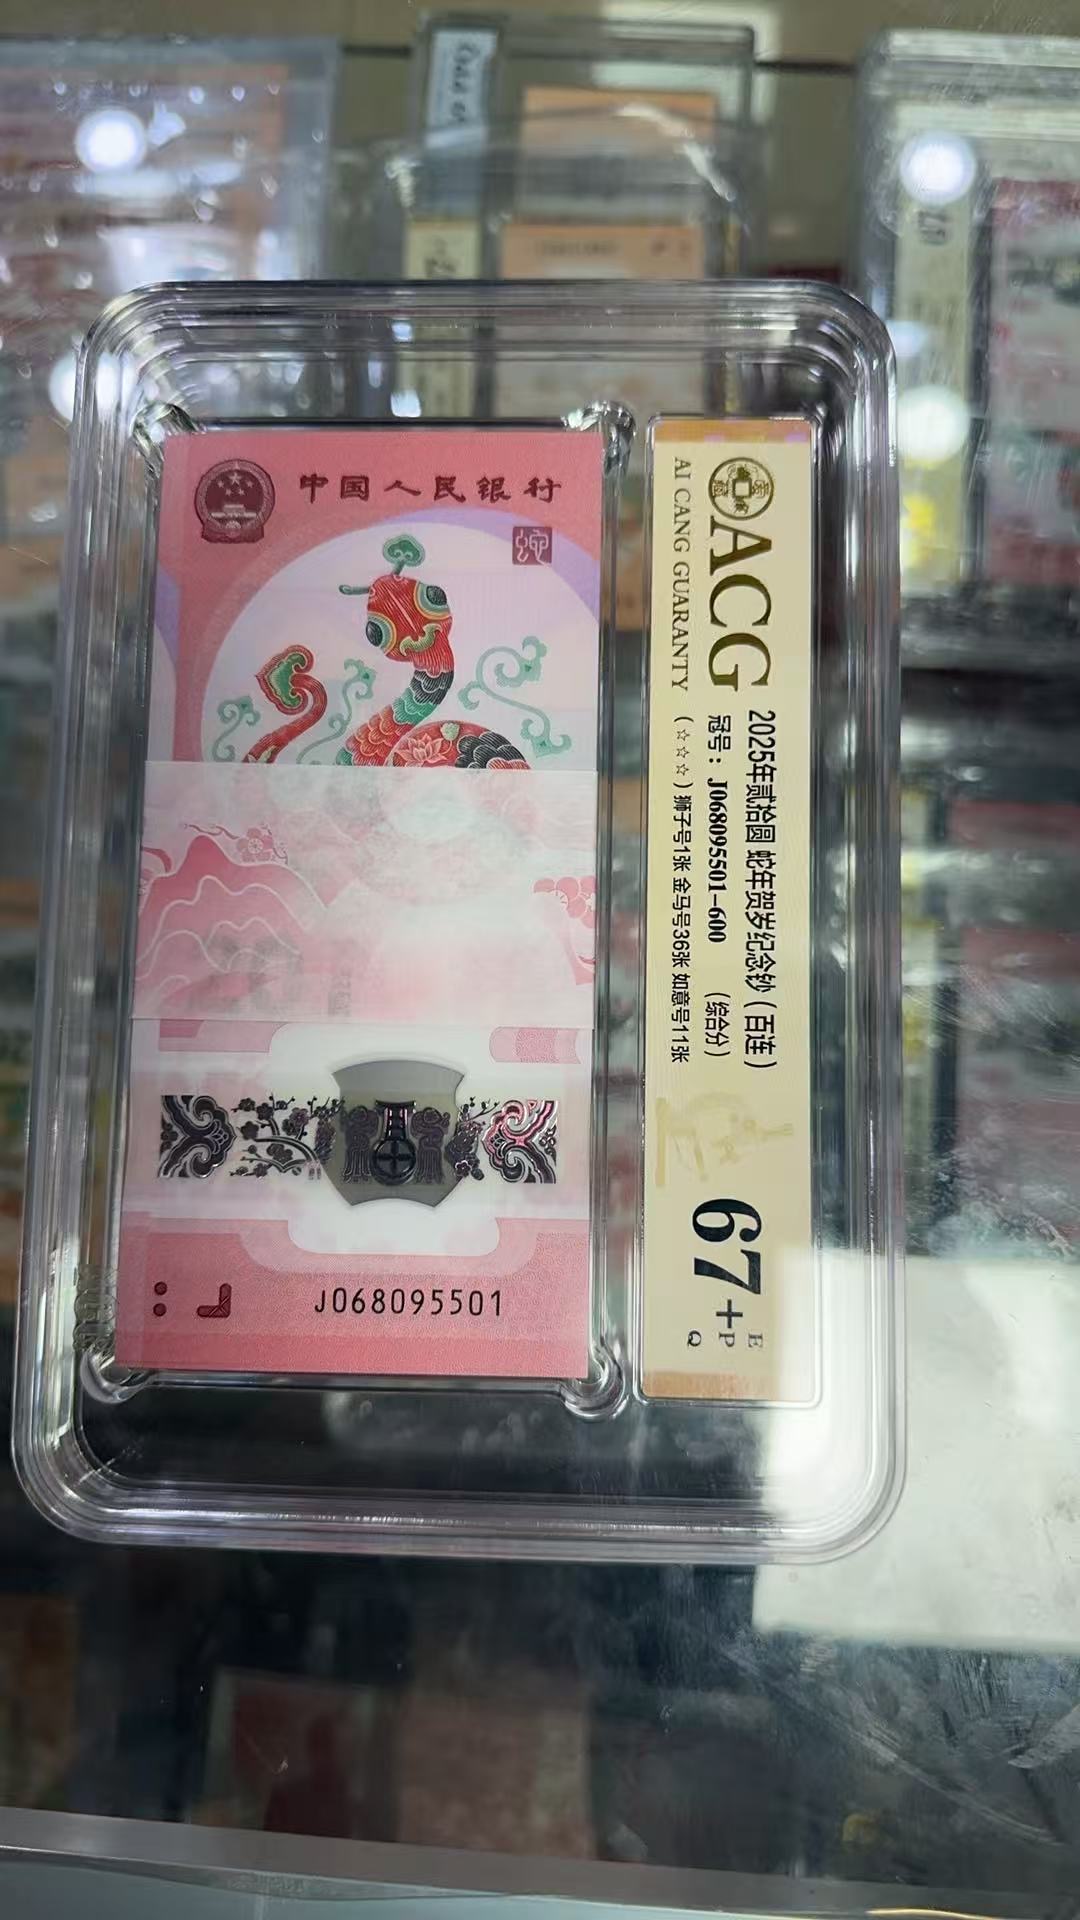 中国人民银行
蛇
J068095501
ACG
AI CANG GUARANTY
2025年贰拾圆 蛇年贺岁纪念钞（百连）
冠号：J068095501-600 （综合分）
（☆☆☆）狮子号1张 金马号36张 如意号11张
67+
E
P
Q